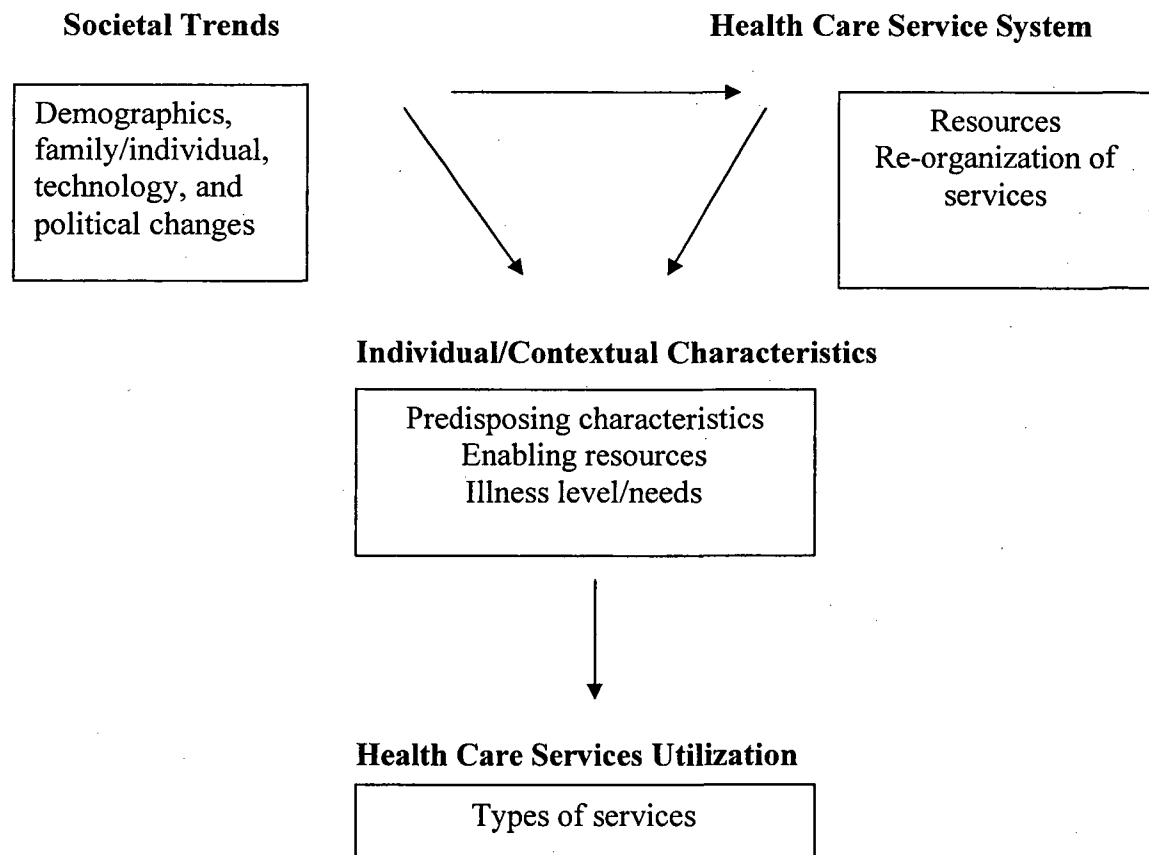 Societal Trends
Health Care Service System
Demographics,
family/individual,
technology, and
political changes
Resources
Re-organization of
services
Individual/Contextual Characteristics
Predisposing characteristics
Enabling resources
Illness level/needs
Health Care Services Utilization
Types of services